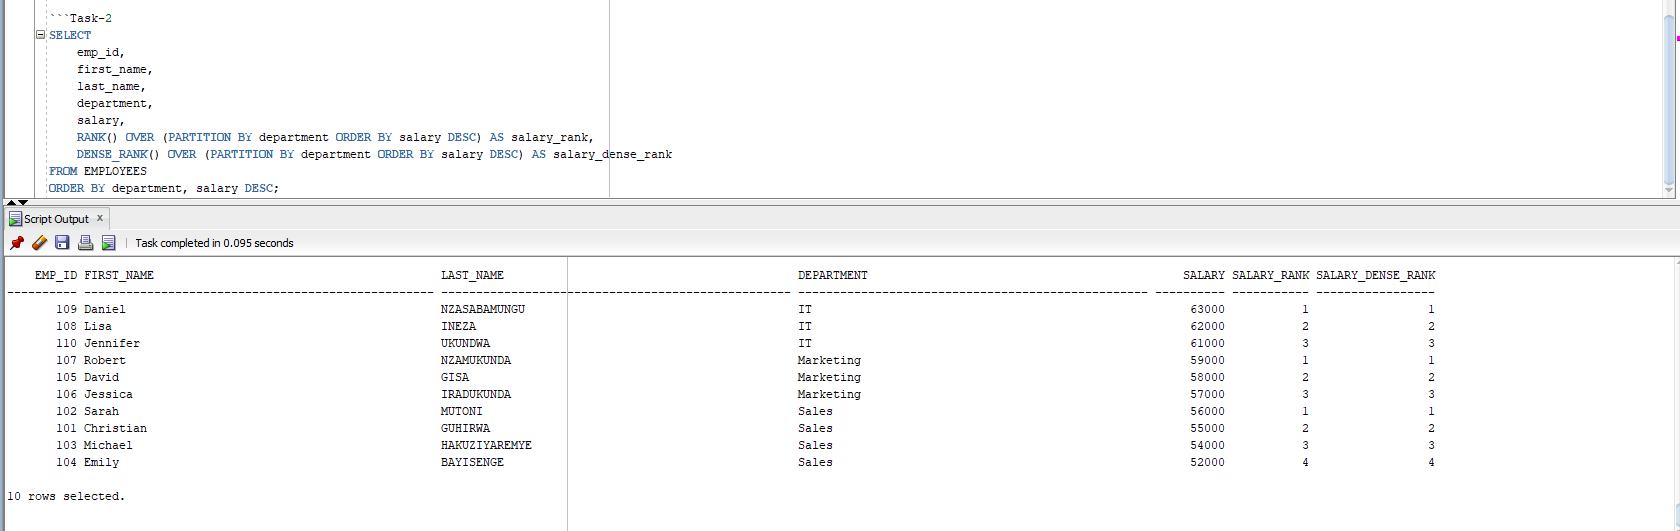 ```Task-2
SELECT
    emp_id,
    first_name,
    last_name,
    department,
    salary,
    RANK() OVER (PARTITION BY department ORDER BY salary DESC) AS salary_rank,
    DENSE_RANK() OVER (PARTITION BY department ORDER BY salary DESC) AS salary_dense_rank
FROM EMPLOYEES
ORDER BY department, salary DESC;
Script Output x
Task completed in 0.095 seconds
EMP_ID FIRST_NAME LAST_NAME DEPARTMENT SALARY SALARY_RANK SALARY_DENSE_RANK
109 Daniel NZASABAMUNGU IT 63000 1 1
108 Lisa INEZA IT 62000 2 2
110 Jennifer UKUNDWA IT 61000 3 3
107 Robert NZAMUKUNDA Marketing 59000 1 1
105 David GISA Marketing 58000 2 2
106 Jessica IRADUKUNDA Marketing 57000 3 3
102 Sarah MUTONI Sales 56000 1 1
101 Christian GUHIRWA Sales 55000 2 2
103 Michael HAKUZIYAREMYE Sales 54000 3 3
104 Emily BAYISENGE Sales 52000 4 4
10 rows selected.